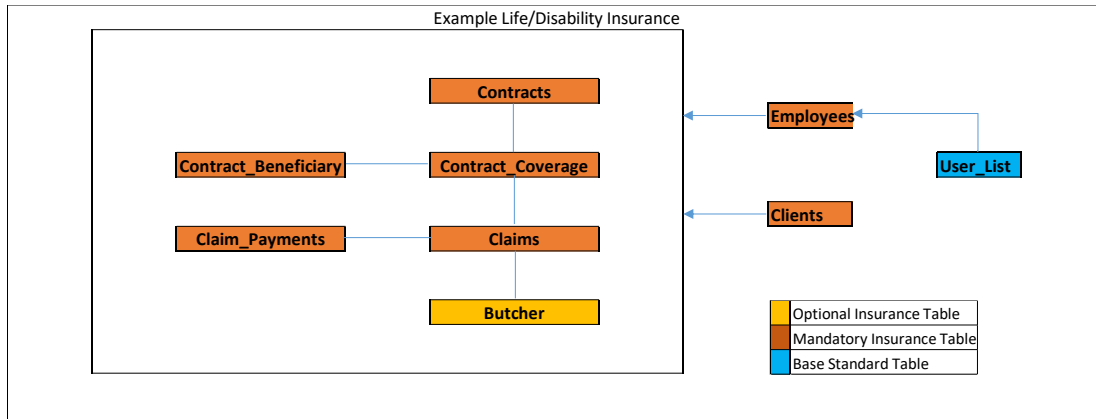 Example Life/Disability Insurance
Contracts
Employees
Contract_Beneficiary
Contract_Coverage
User_List
Clients
Claim_Payments
Claims
Butcher
Optional Insurance Table
Mandatory Insurance Table
Base Standard Table